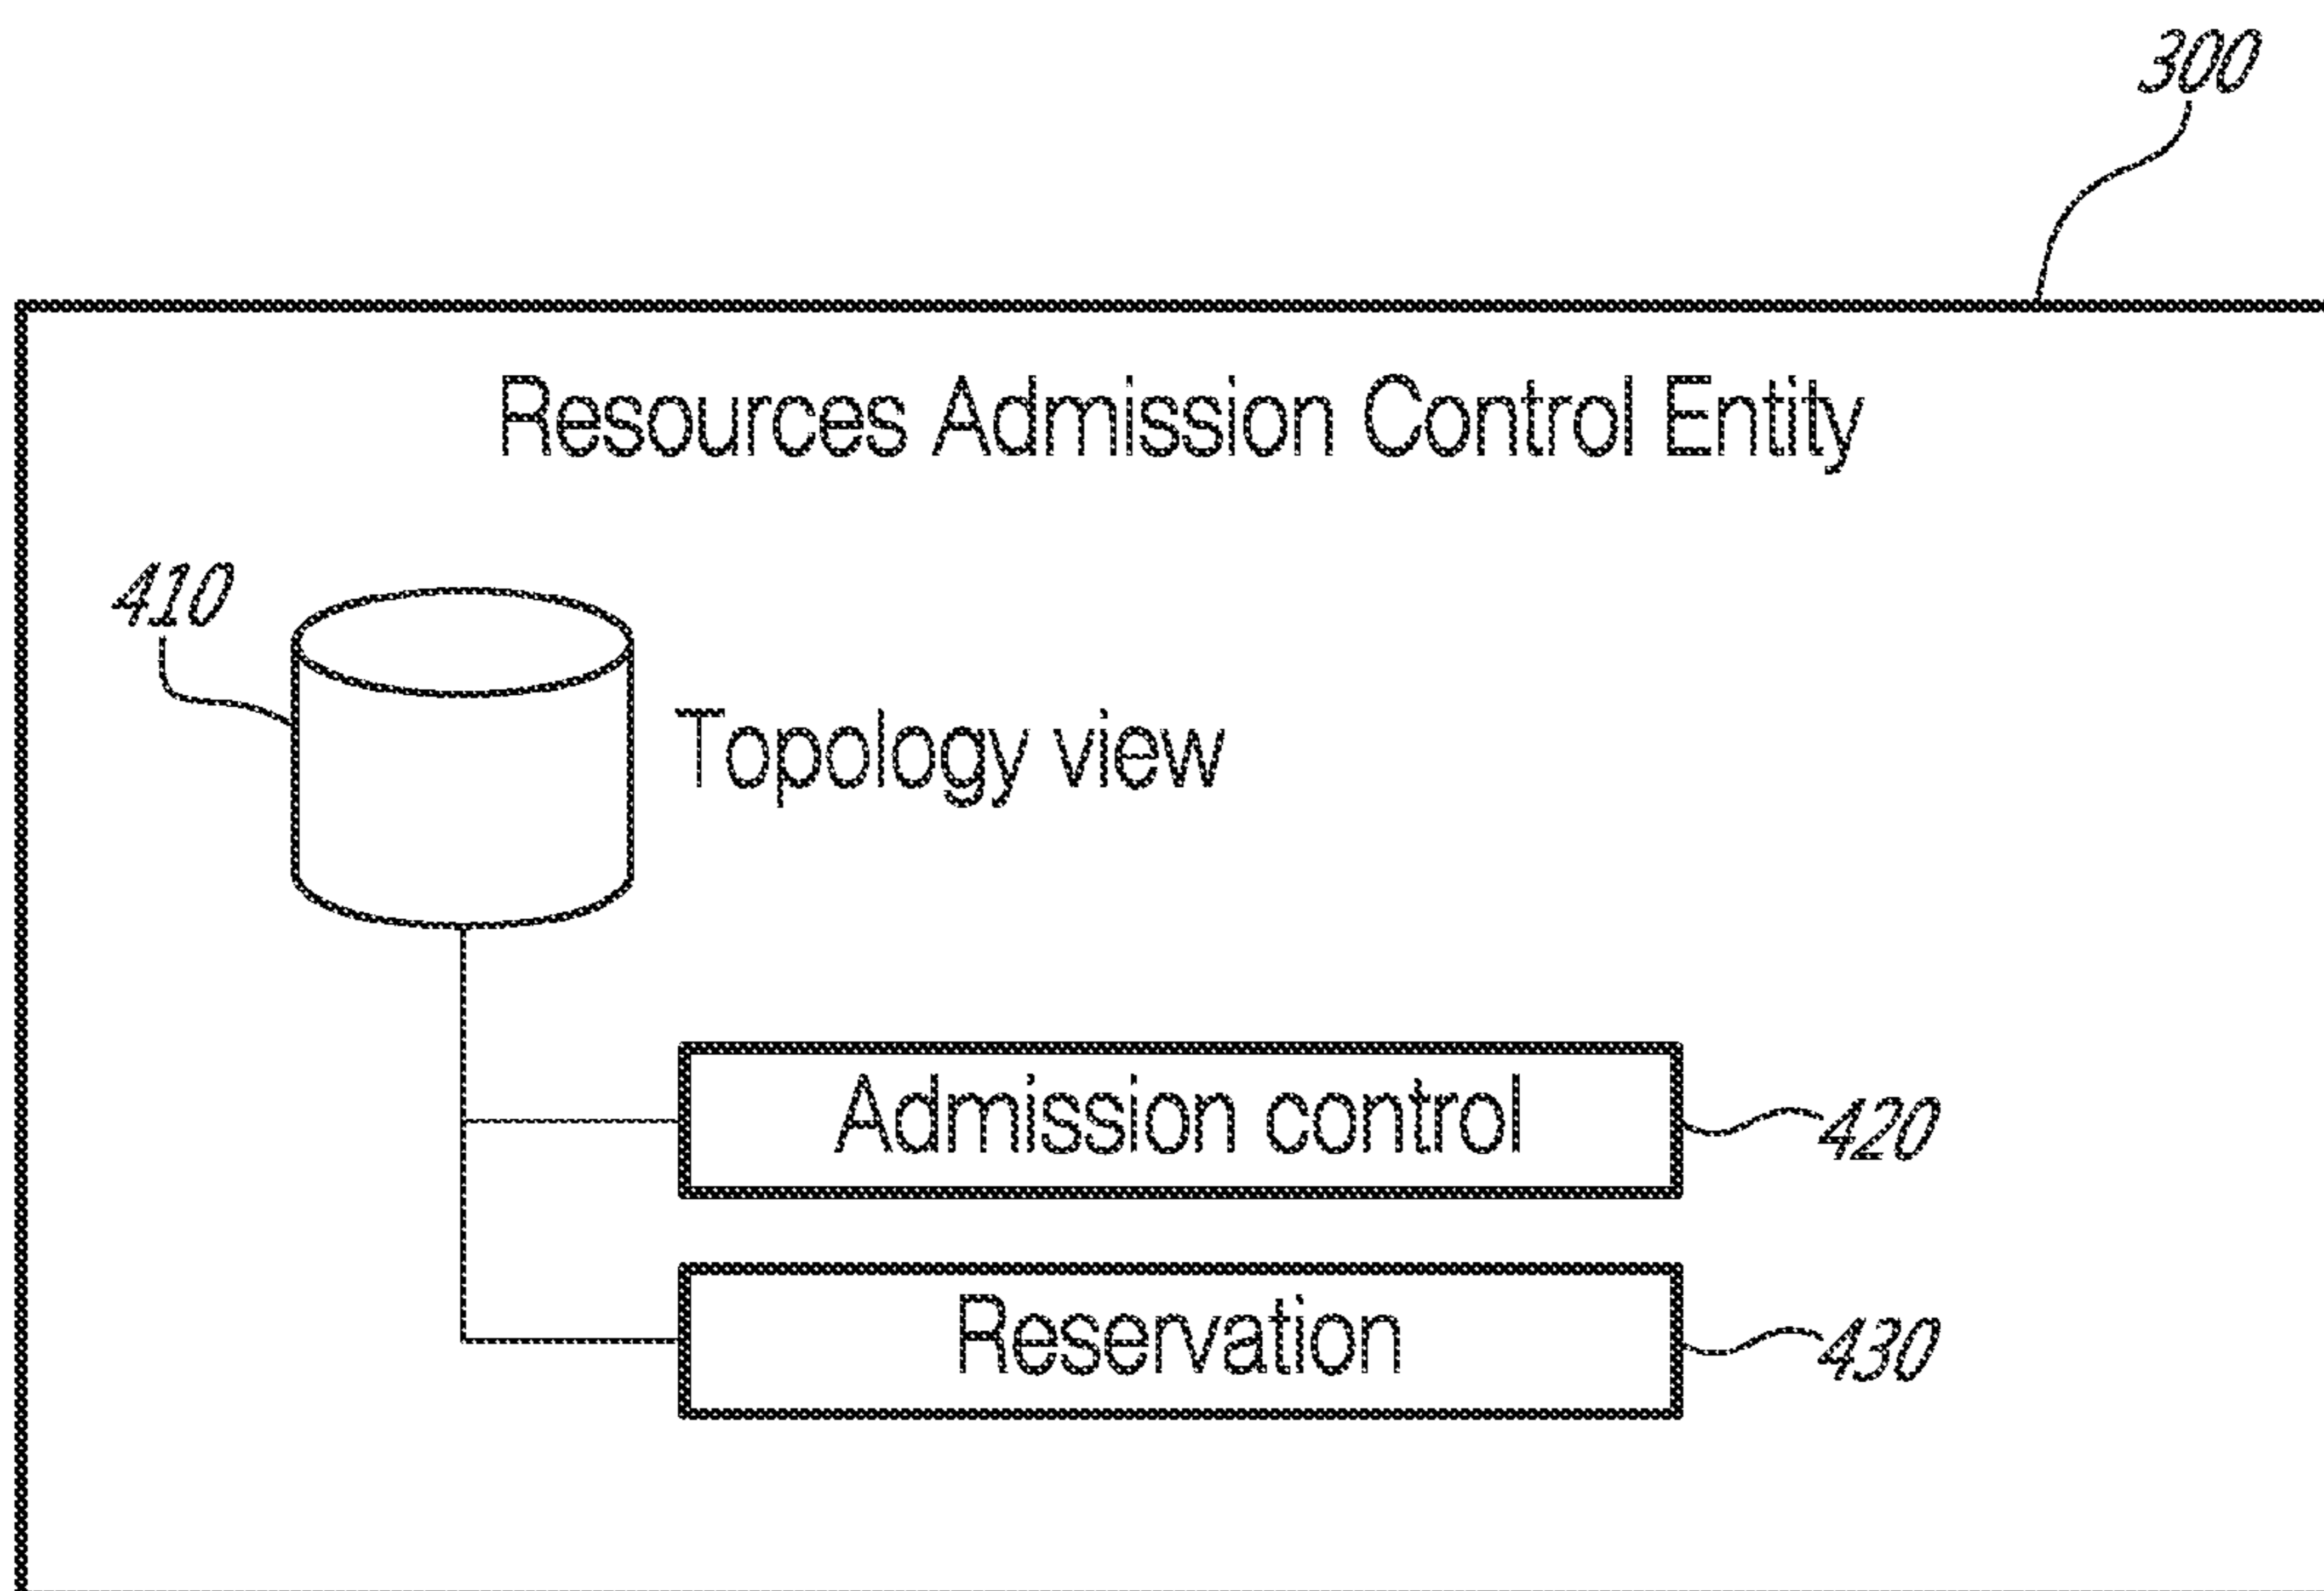 300
Resources Admission Control Entity
410
Topology view
Admission control
420
Reservation
430